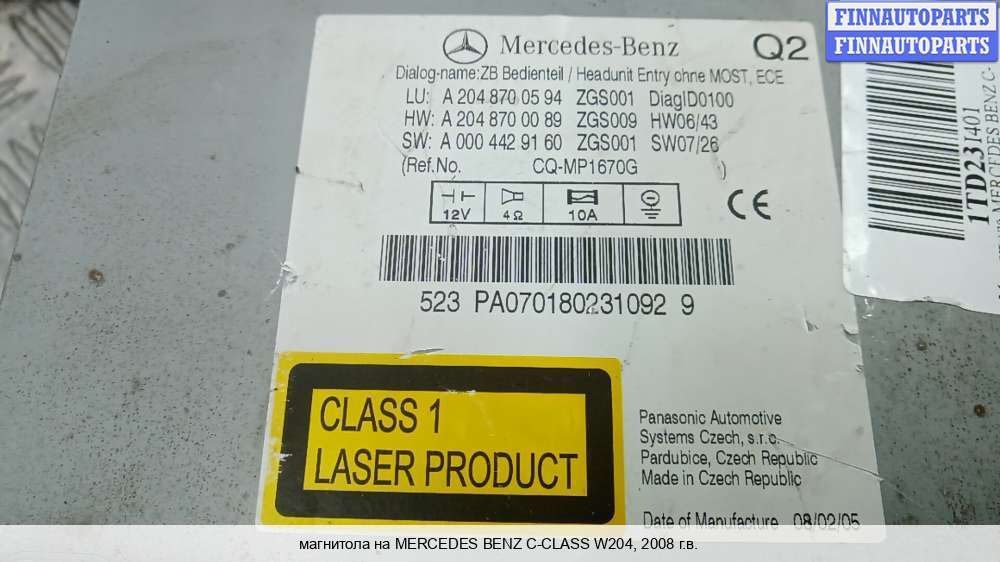 FINNAUTOPARTS
FINNAUTOPARTS
Mercedes-Benz
Q2
Dialog-name:ZB Bedienteil / Headunit Entry ohne MOST, ECE
LU: A 204 870 05 94 ZGS001 DiagID0100
HW: A 204 870 00 89 ZGS009 HW06/43
SW: A 000 442 91 60 ZGS001 SW07/26
(Ref.No. CQ-MP1670G )
12V 4Ω 10A
CE
523 PA070180231092 9
CLASS 1
LASER PRODUCT
Panasonic Automotive
Systems Czech, s.r.o.
Pardubice, Czech Republic
Made in Czech Republic
Date of Manufacture 08/02/05
1TD23IJ401
MERCEDES BENZ C-
магнитола на MERCEDES BENZ C-CLASS W204, 2008 г.в.